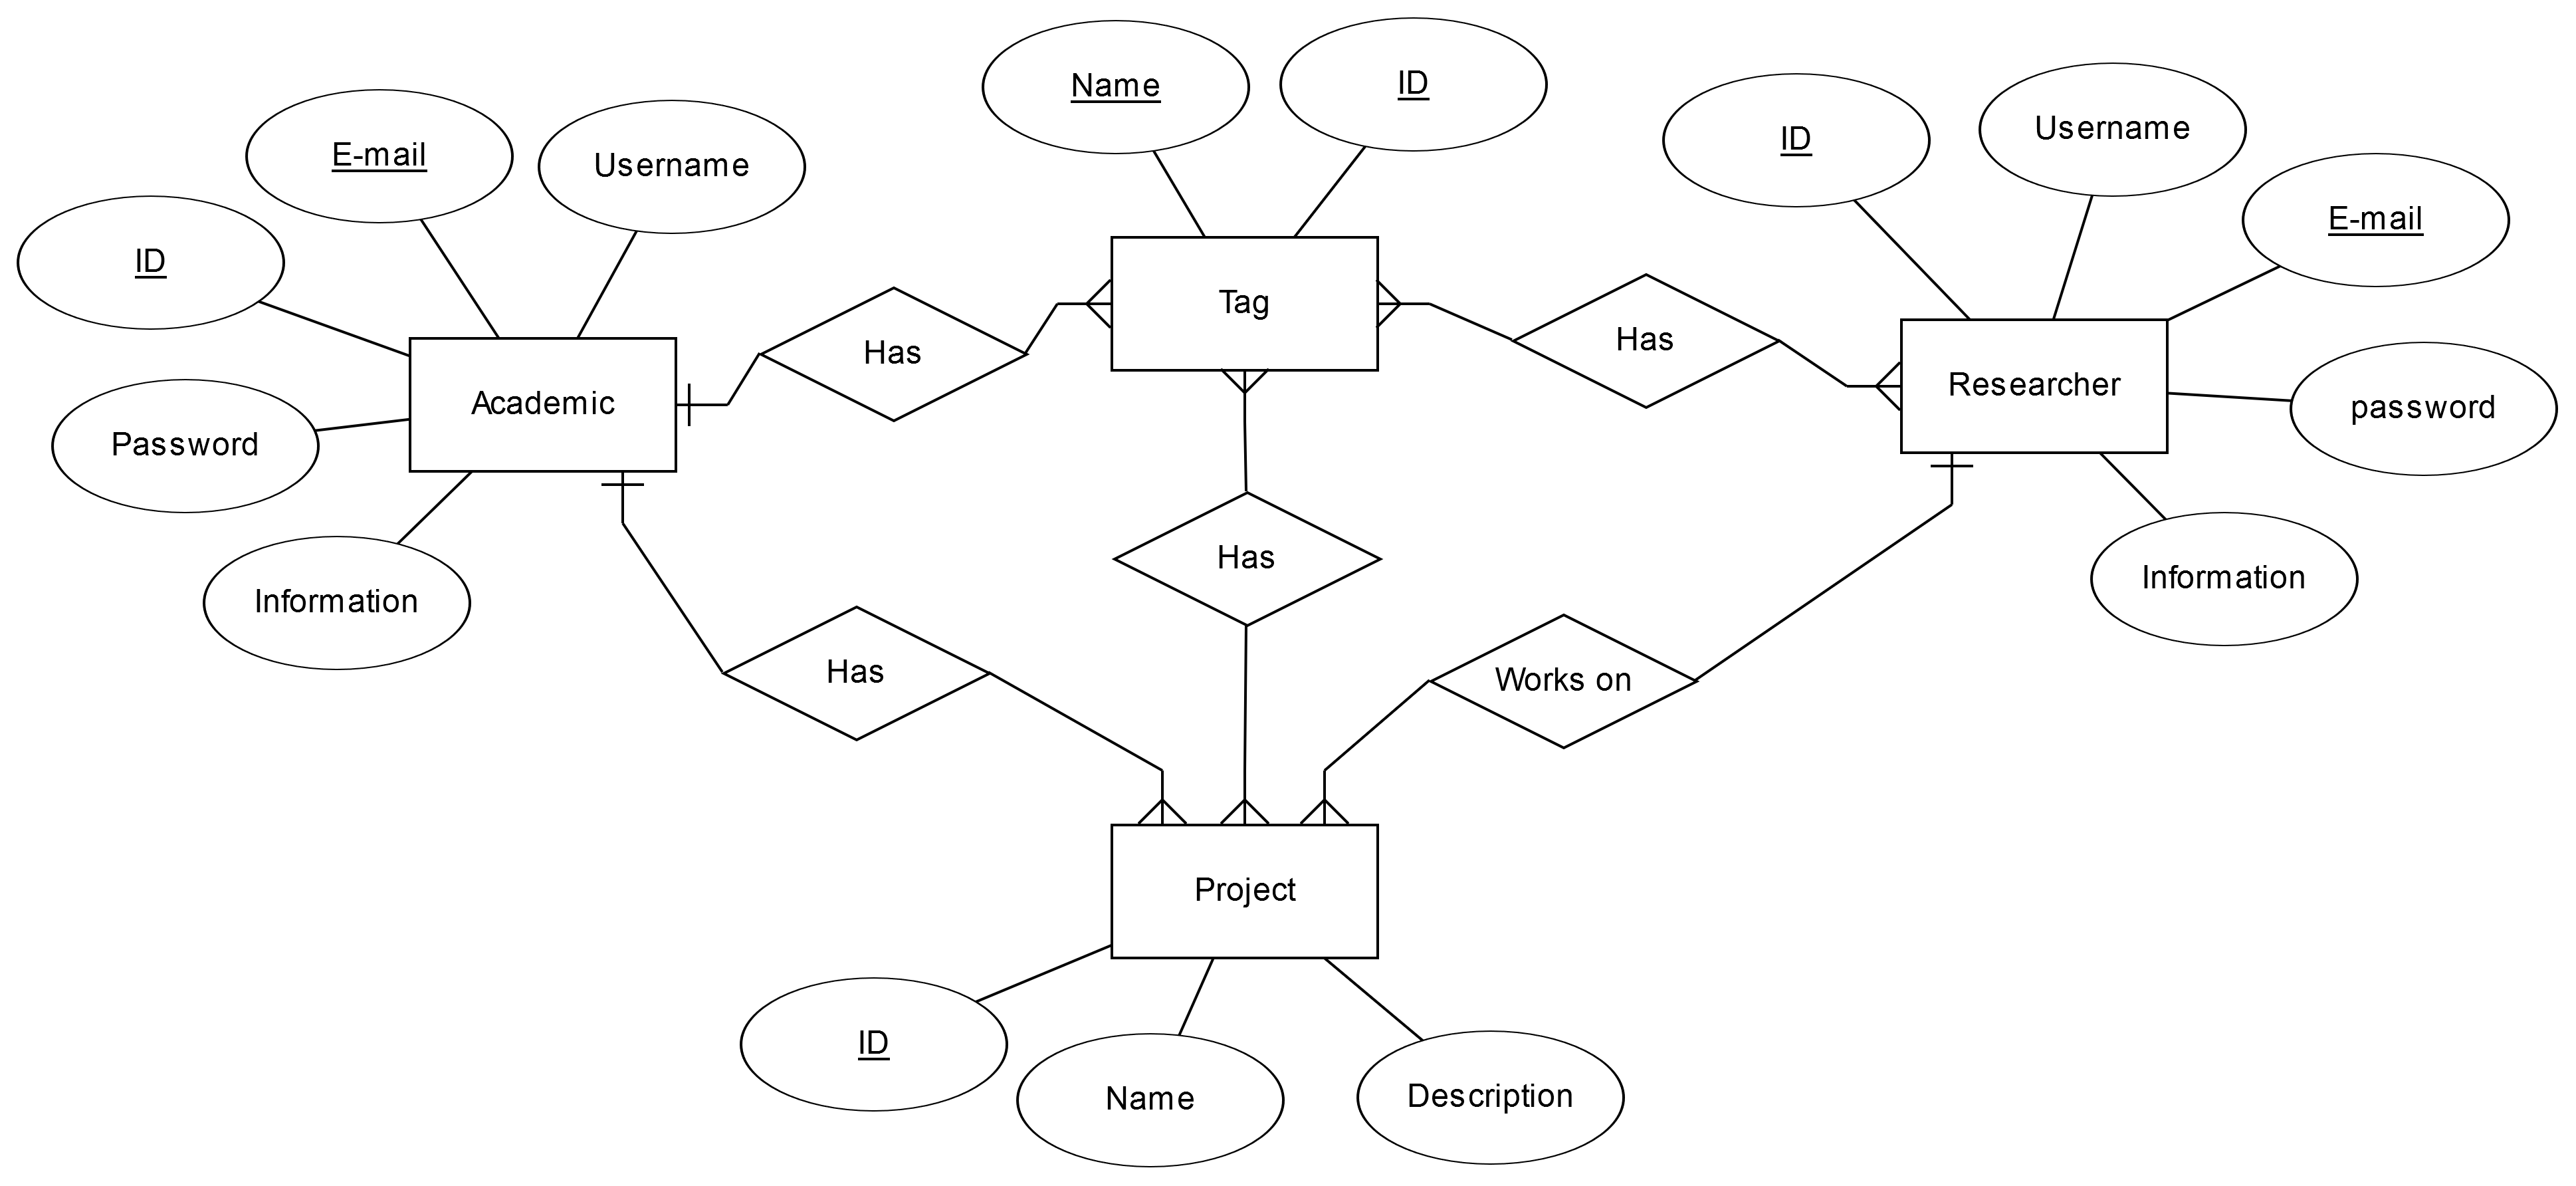 Name
ID
ID
Username
E-mail
Username
E-mail
ID
Tag
Has
Has
Researcher
Academic
password
Password
Has
Information
Information
Has
Works on
Project
ID
Name
Description